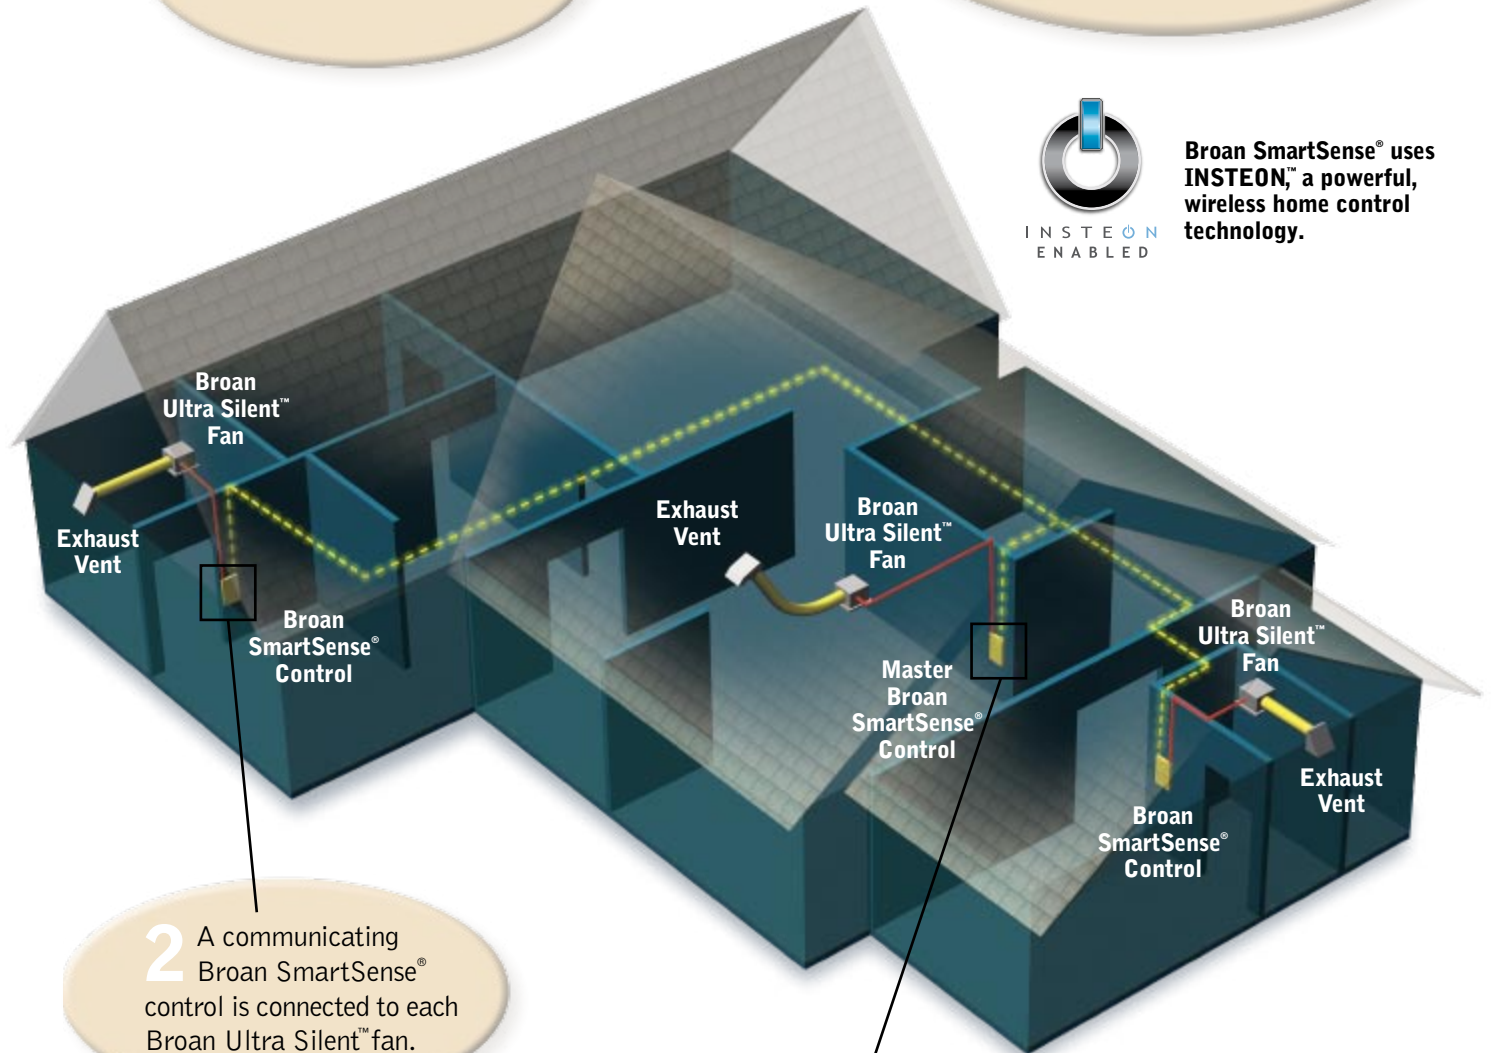 Broan SmartSense® uses
INSTEON,™ a powerful,
wireless home control
technology.
INSTEON
ENABLED
Broan
Ultra Silent™
Fan
Exhaust
Vent
Broan
SmartSense®
Control
Exhaust
Vent
Broan
Ultra Silent™
Fan
Master
Broan
SmartSense®
Control
Broan
Ultra Silent™
Fan
Exhaust
Vent
Broan
SmartSense®
Control
2 A communicating
Broan SmartSense®
control is connected to each
Broan Ultra Silent™ fan.